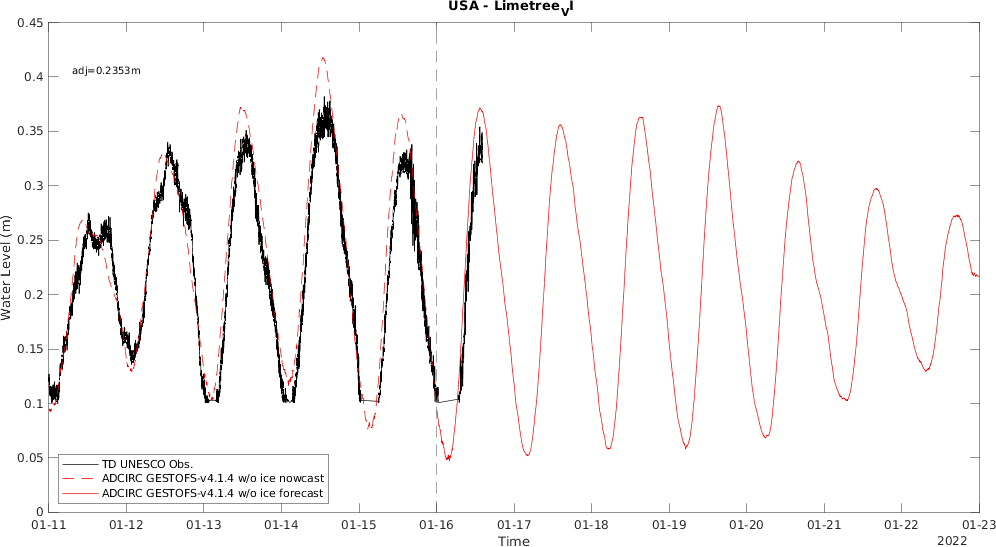 USA - Limetree_VI
0.45
0.4
0.35
0.3
0.25
0.2
0.15
0.1
0.05
0
Water Level (m)
adj=0.2353m
TD UNESCO Obs.
ADCIRC GESTOFS-v4.1.4 w/o ice nowcast
ADCIRC GESTOFS-v4.1.4 w/o ice forecast
01-11 01-12 01-13 01-14 01-15 01-16 01-17 01-18 01-19 01-20 01-21 01-22 01-23
Time
2022